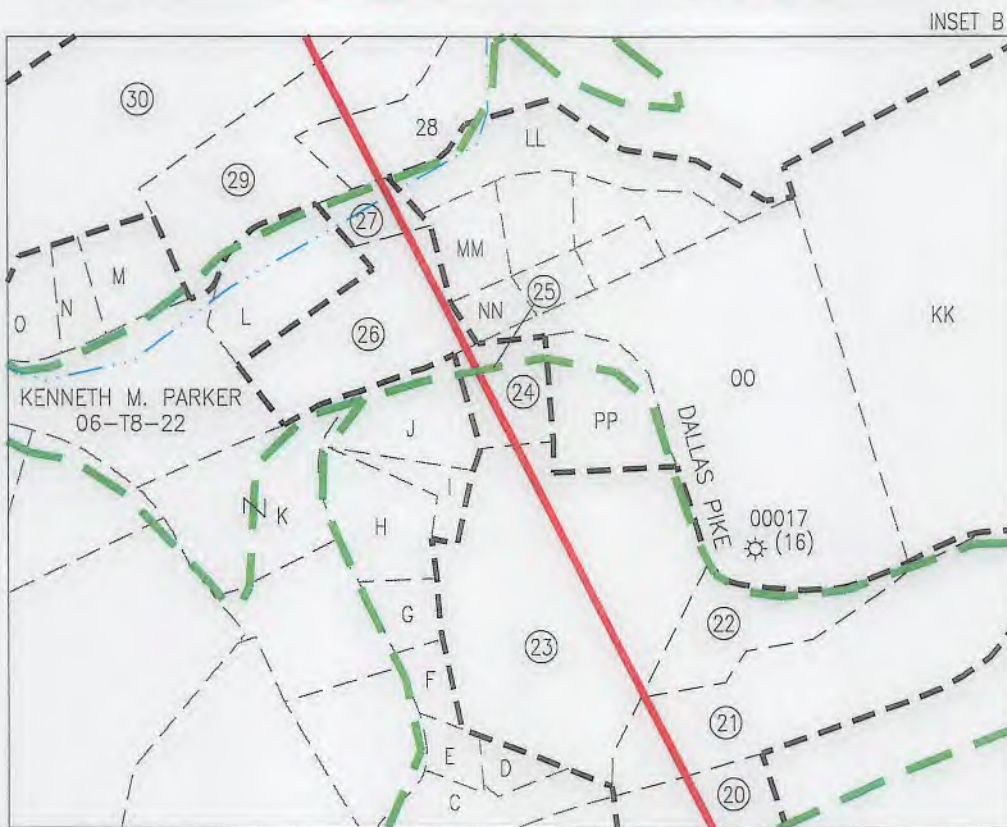 INSET B
30
28
LL
29
27
M
MM
N
25
O
L
NN
KK
26
KENNETH M. PARKER
06-T8-22
24
OO
PP
J
DALLAS PIKE
I
K
H
00017
(16)
G
22
23
F
21
E
D
C
20